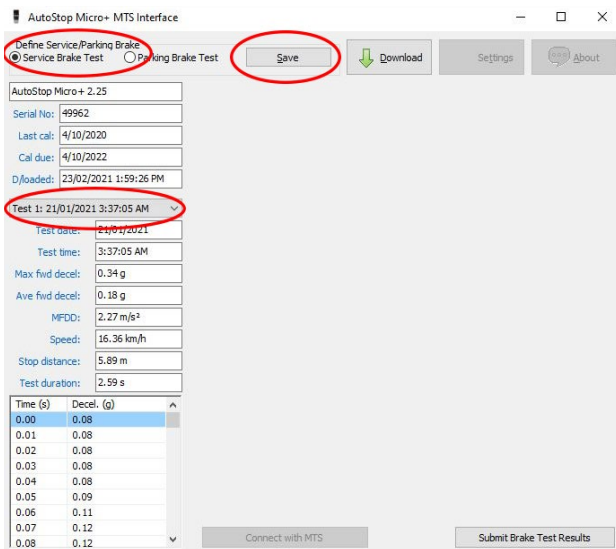 AutoStop Micro+ MTS Interface
Define Service/Parking Brake
Service Brake Test Parking Brake Test Save Download Settings About
AutoStop Micro+ 2.25
Serial No: 49962
Last cal: 4/10/2020
Cal due: 4/10/2022
D/loaded: 23/02/2021 1:59:26 PM
Test 1: 21/01/2021 3:37:05 AM
Test date: 21/01/2021
Test time: 3:37:05 AM
Max fwd decel: 0.34 g
Ave fwd decel: 0.18 g
MFDD: 2.27 m/s²
Speed: 16.36 km/h
Stop distance: 5.89 m
Test duration: 2.59 s
Time (s) Decel. (g)
0.00 0.08
0.01 0.08
0.02 0.08
0.03 0.08
0.04 0.08
0.05 0.09
0.06 0.11
0.07 0.12
0.08 0.12
Connect with MTS Submit Brake Test Results